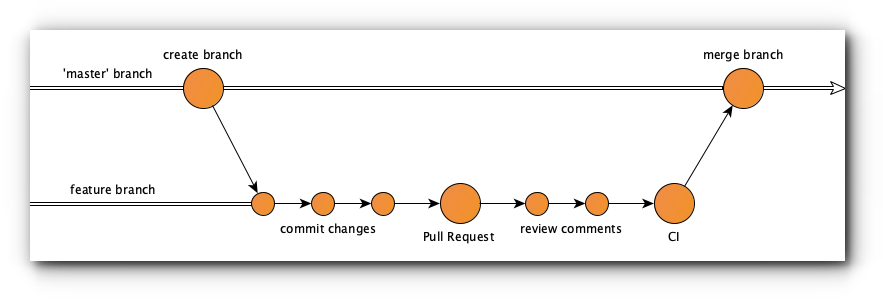 create branch
merge branch
'master' branch
feature branch
commit changes
Pull Request
review comments
CI